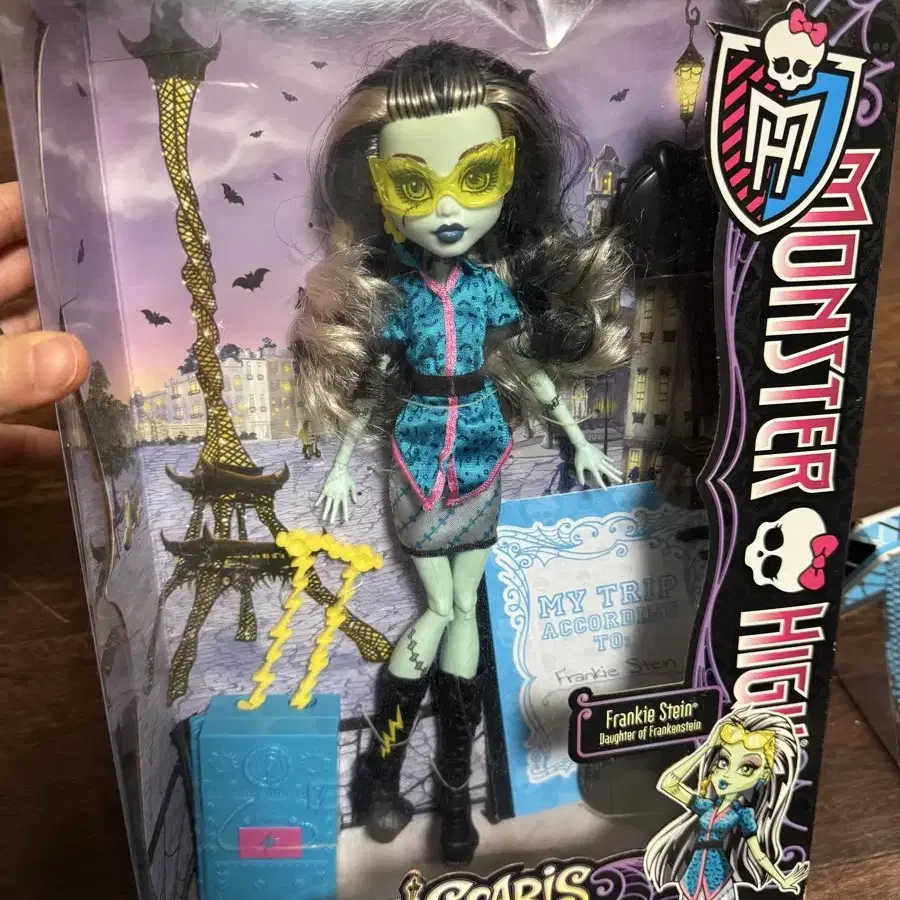 MONSTER HIGH
MY TRIP
ACCORDING
TO:
Frankie Stein
Frankie Stein®
Daughter of Frankenstein
SCARIS